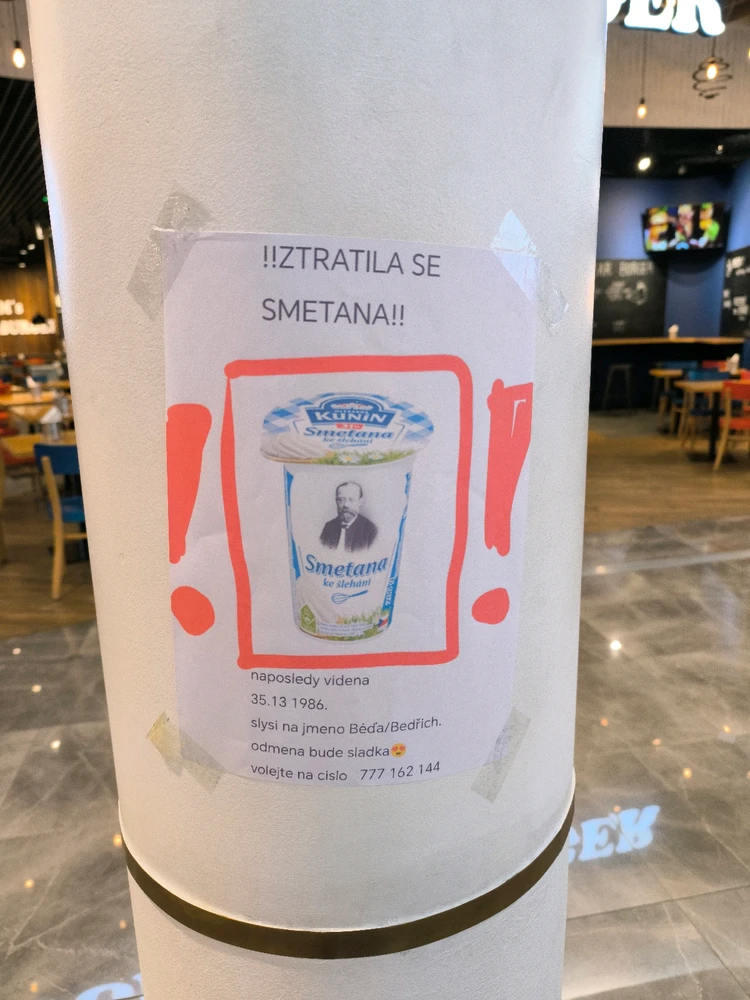 !!ZTRATILA SE
SMETANA!!
KUNÍN
Smetana
ke šlehání
Smetana
ke šlehání
naposledy videna
35.13 1986.
slysi na jmeno Béďa/Bedřich.
odmena bude sladka😍
volejte na cislo 777 162 144